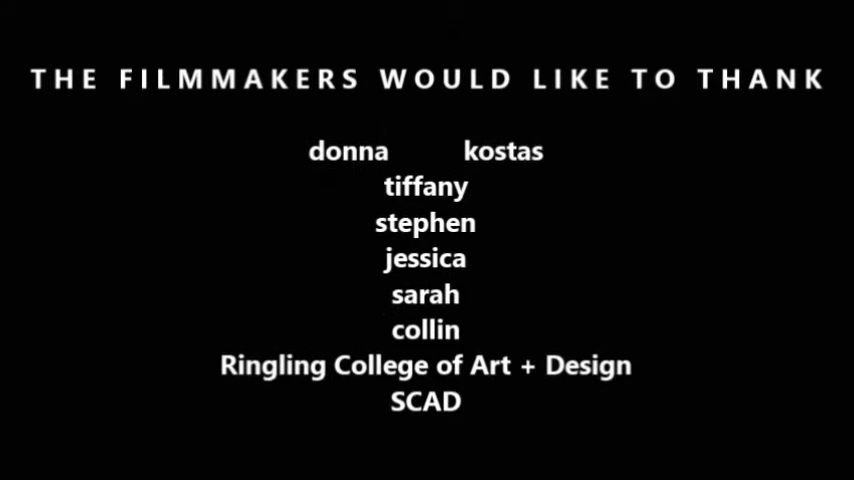 THE FILMMAKERS WOULD LIKE TO THANK
donna kostas
tiffany
stephen
jessica
sarah
collin
Ringling College of Art + Design
SCAD